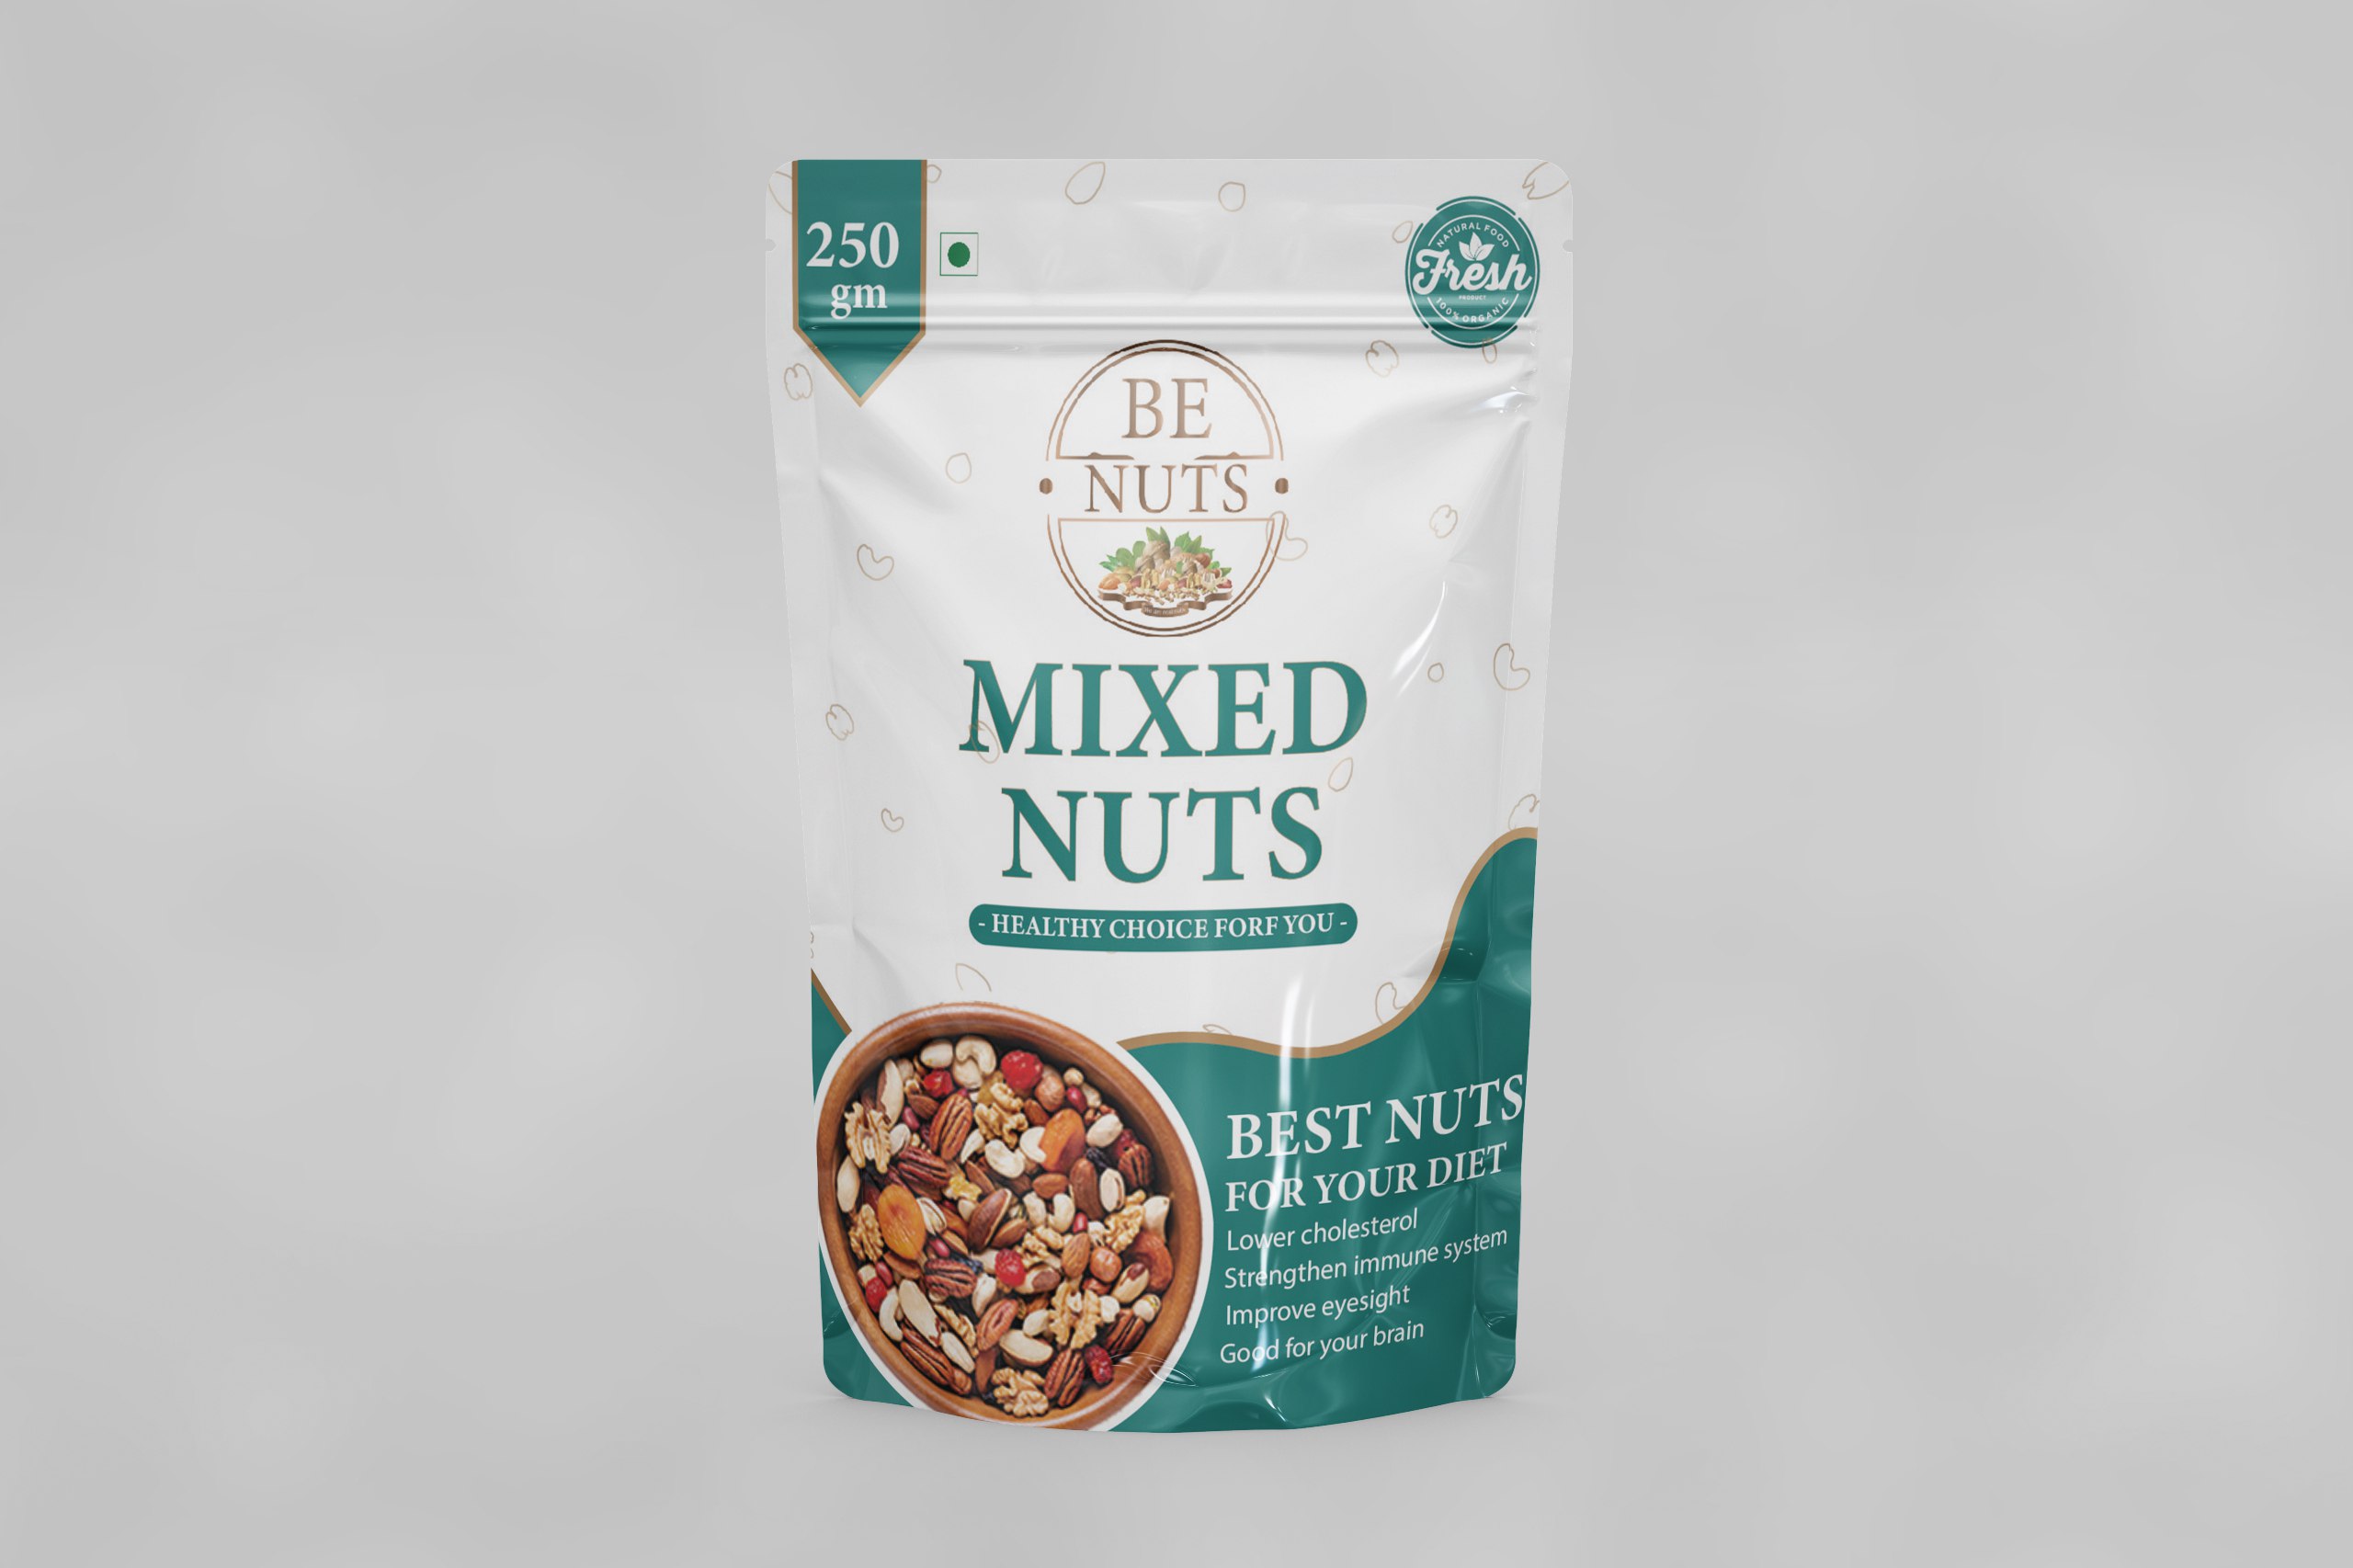 250
gm
NATURAL FOOD
Fresh
PRODUCT
100% ORGANIC
BE
NUTS
MIXED
NUTS
- HEALTHY CHOICE FORF YOU -
BEST NUTS
FOR YOUR DIET
Lower cholesterol
Strengthen immune system
Improve eyesight
Good for your brain